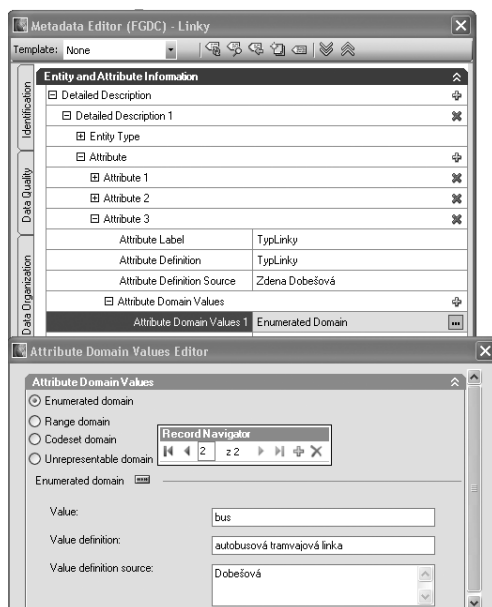 Metadata Editor (FGDC) - Linky
Template: None
Entity and Attribute Information
Detailed Description
Detailed Description 1
Entity Type
Attribute
Attribute 1
Attribute 2
Attribute 3
Attribute Label TypLinky
Attribute Definition TypLinky
Attribute Definition Source Zdena Dobešová
Attribute Domain Values
Attribute Domain Values 1 Enumerated Domain ...
Identification
Data Quality
Data Organization
Attribute Domain Values Editor
Attribute Domain Values
Enumerated domain
Range domain
Codeset domain
Unrepresentable domain
Record Navigator
2 z 2
Enumerated domain
Value: bus
Value definition: autobusová tramvajová linka
Value definition source: Dobešová